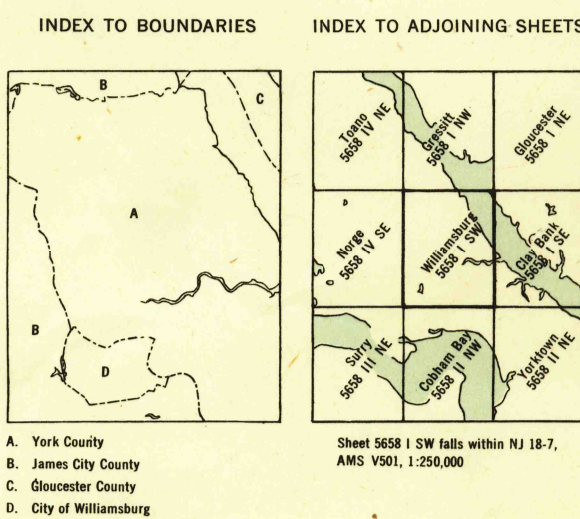 INDEX TO BOUNDARIES
B
C
A
B
D
A. York County
B. James City County
C. Gloucester County
D. City of Williamsburg
INDEX TO ADJOINING SHEETS
Toano
5658 IV NE
Gressitt
5658 I NW
Gloucester
5658 I NE
Norge
5658 IV SE
Williamsburg
5658 I SW
Clay Bank
5658 I SE
Surry
5658 III NE
Cobham Bay
5658 II NW
Yorktown
5658 II NE
Sheet 5658 I SW falls within NJ 18-7,
AMS V501, 1:250,000